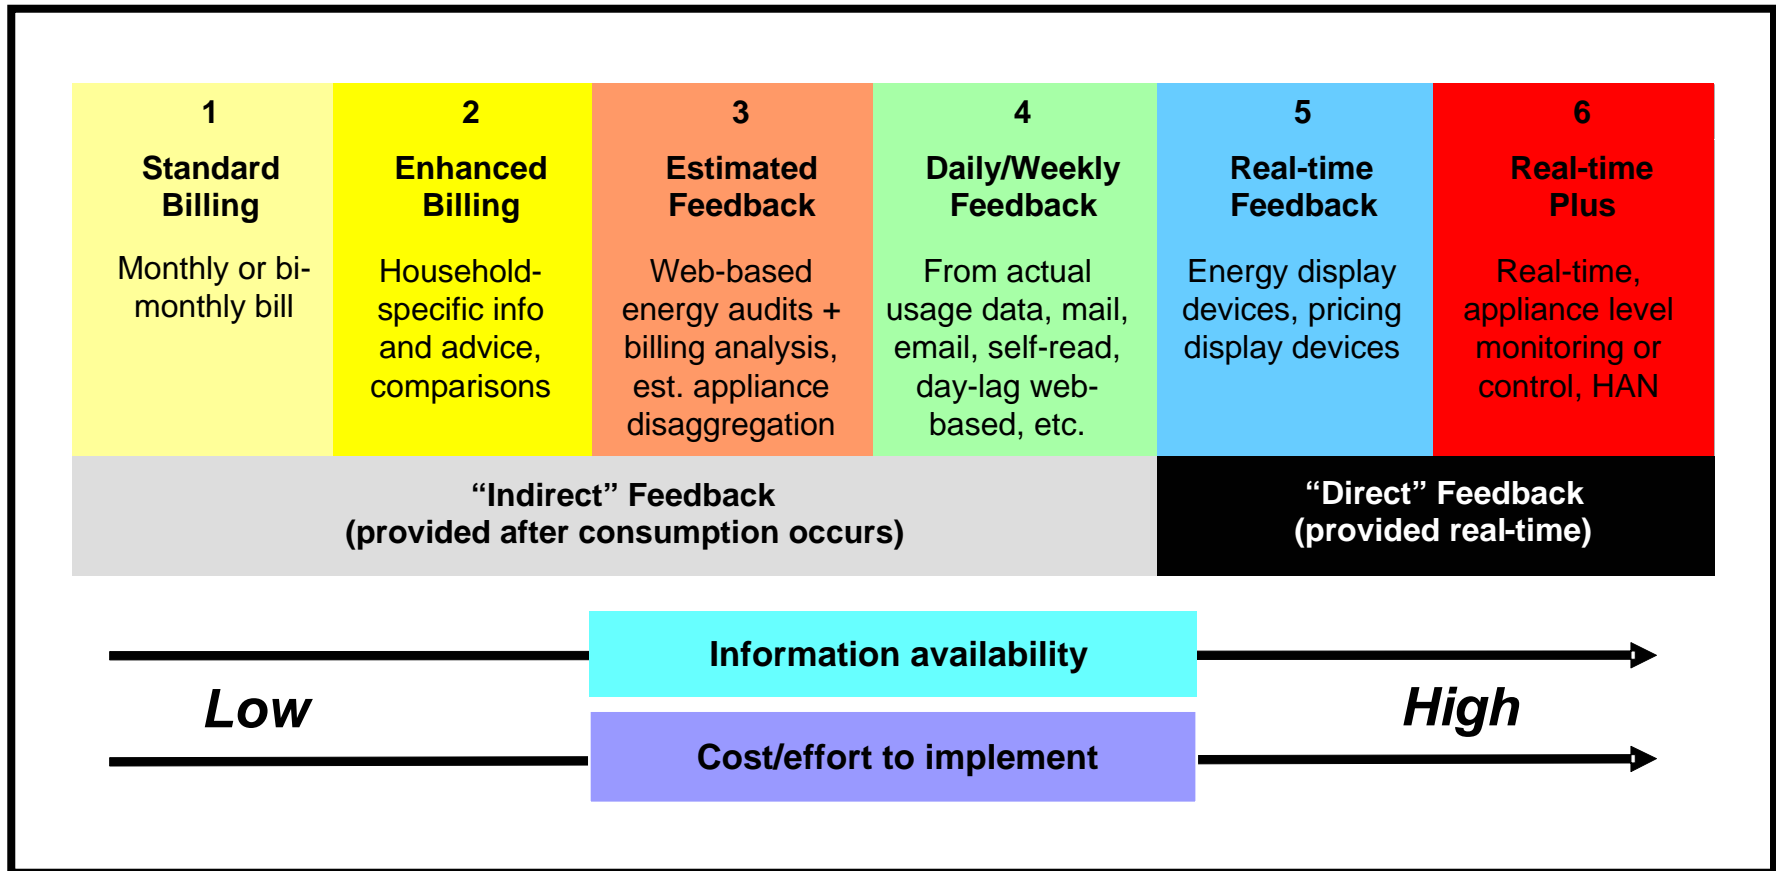 1
Standard
Billing
Monthly or bi-
monthly bill
2
Enhanced
Billing
Household-
specific info
and advice,
comparisons
3
Estimated
Feedback
Web-based
energy audits +
billing analysis,
est. appliance
disaggregation
4
Daily/Weekly
Feedback
From actual
usage data, mail,
email, self-read,
day-lag web-
based, etc.
5
Real-time
Feedback
Energy display
devices, pricing
display devices
6
Real-time
Plus
Real-time,
appliance level
monitoring or
control, HAN
“Indirect” Feedback
(provided after consumption occurs)
“Direct” Feedback
(provided real-time)
Information availability
Low
High
Cost/effort to implement